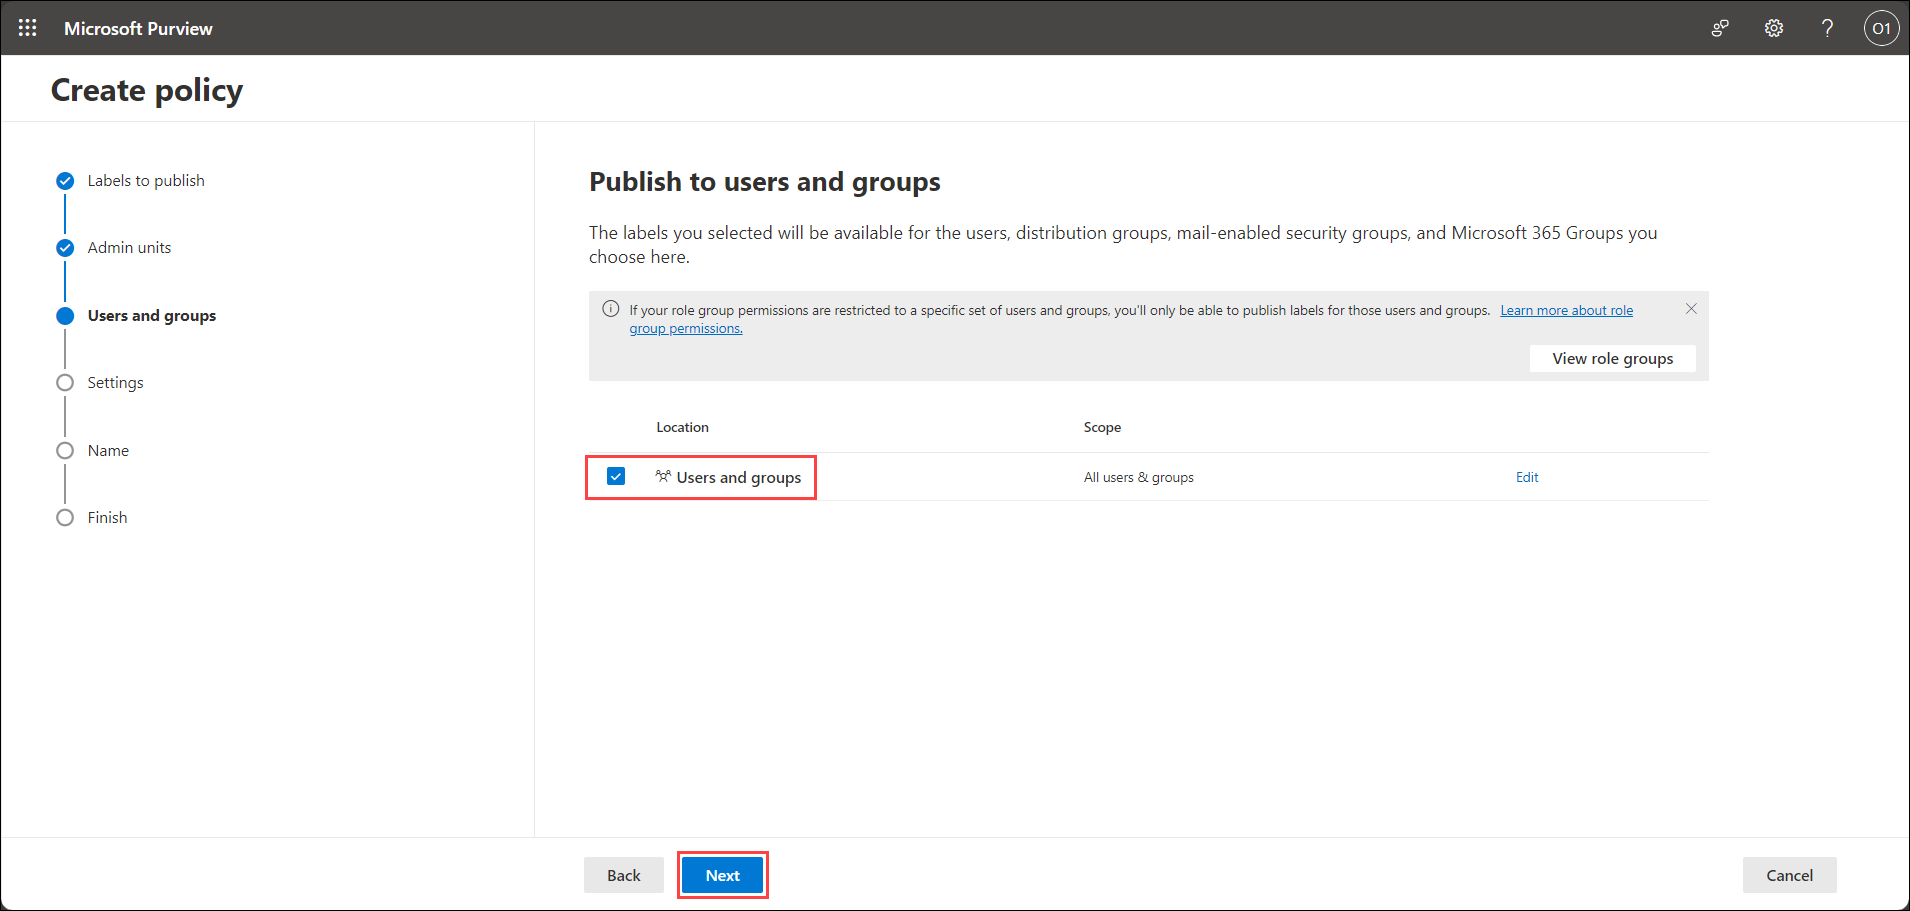 Microsoft Purview
O1
Create policy
Labels to publish
Admin units
Users and groups
Settings
Name
Finish
Publish to users and groups
The labels you selected will be available for the users, distribution groups, mail-enabled security groups, and Microsoft 365 Groups you
choose here.
If your role group permissions are restricted to a specific set of users and groups, you'll only be able to publish labels for those users and groups. Learn more about role
group permissions.
View role groups
Location Scope
Users and groups All users & groups Edit
Back Next Cancel